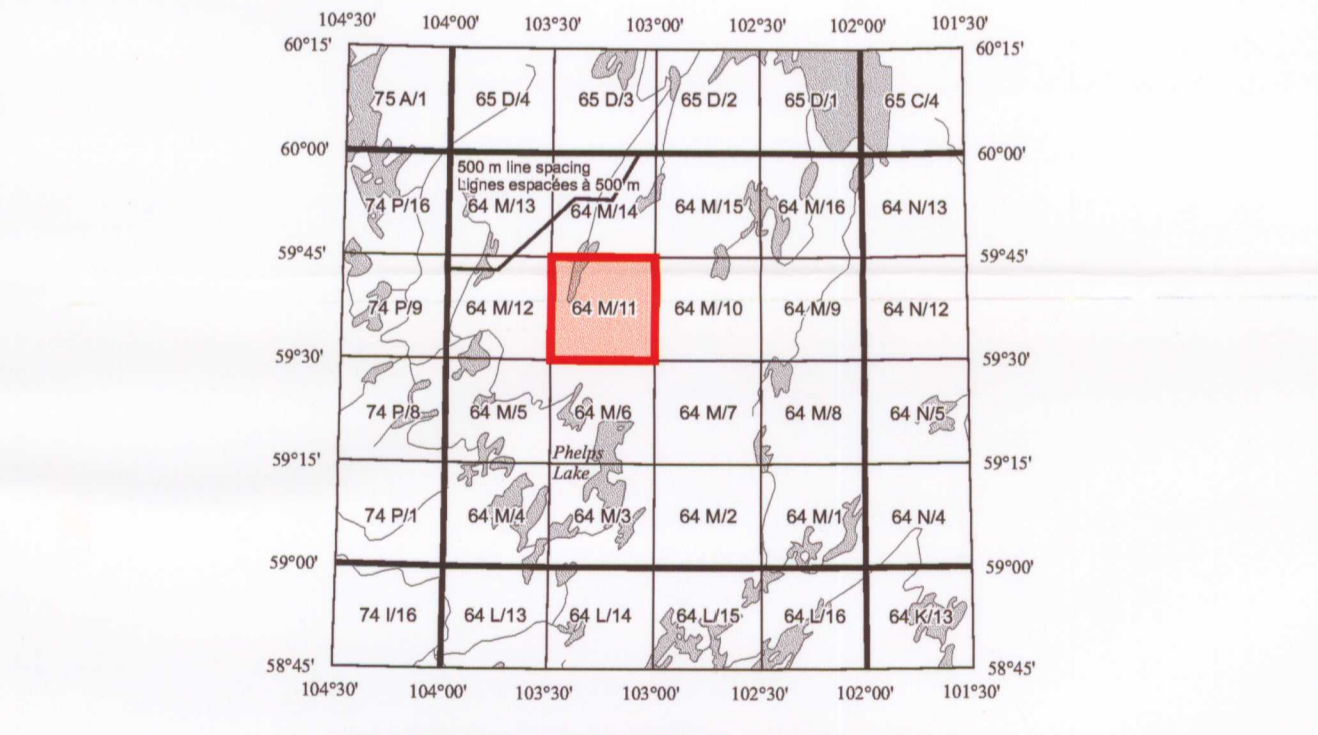 104°30' 104°00' 103°30' 103°00' 102°30' 102°00' 101°30'
60°15' 60°15'
75 A/1 65 D/4 65 D/3 65 D/2 65 D/1 65 C/4
60°00' 60°00'
500 m line spacing
Lignes espacées à 500 m
74 P/16 64 M/13 64 M/14 64 M/15 64 M/16 64 N/13
59°45' 59°45'
74 P/9 64 M/12 64 M/11 64 M/10 64 M/9 64 N/12
59°30' 59°30'
74 P/8 64 M/5 64 M/6 64 M/7 64 M/8 64 N/5
Phelps
59°15' 59°15'
Lake
74 P/1 64 M/4 64 M/3 64 M/2 64 M/1 64 N/4
59°00' 59°00'
74 I/16 64 L/13 64 L/14 64 L/15 64 L/16 64 K/13
58°45' 58°45'
104°30' 104°00' 103°30' 103°00' 102°30' 102°00' 101°30'